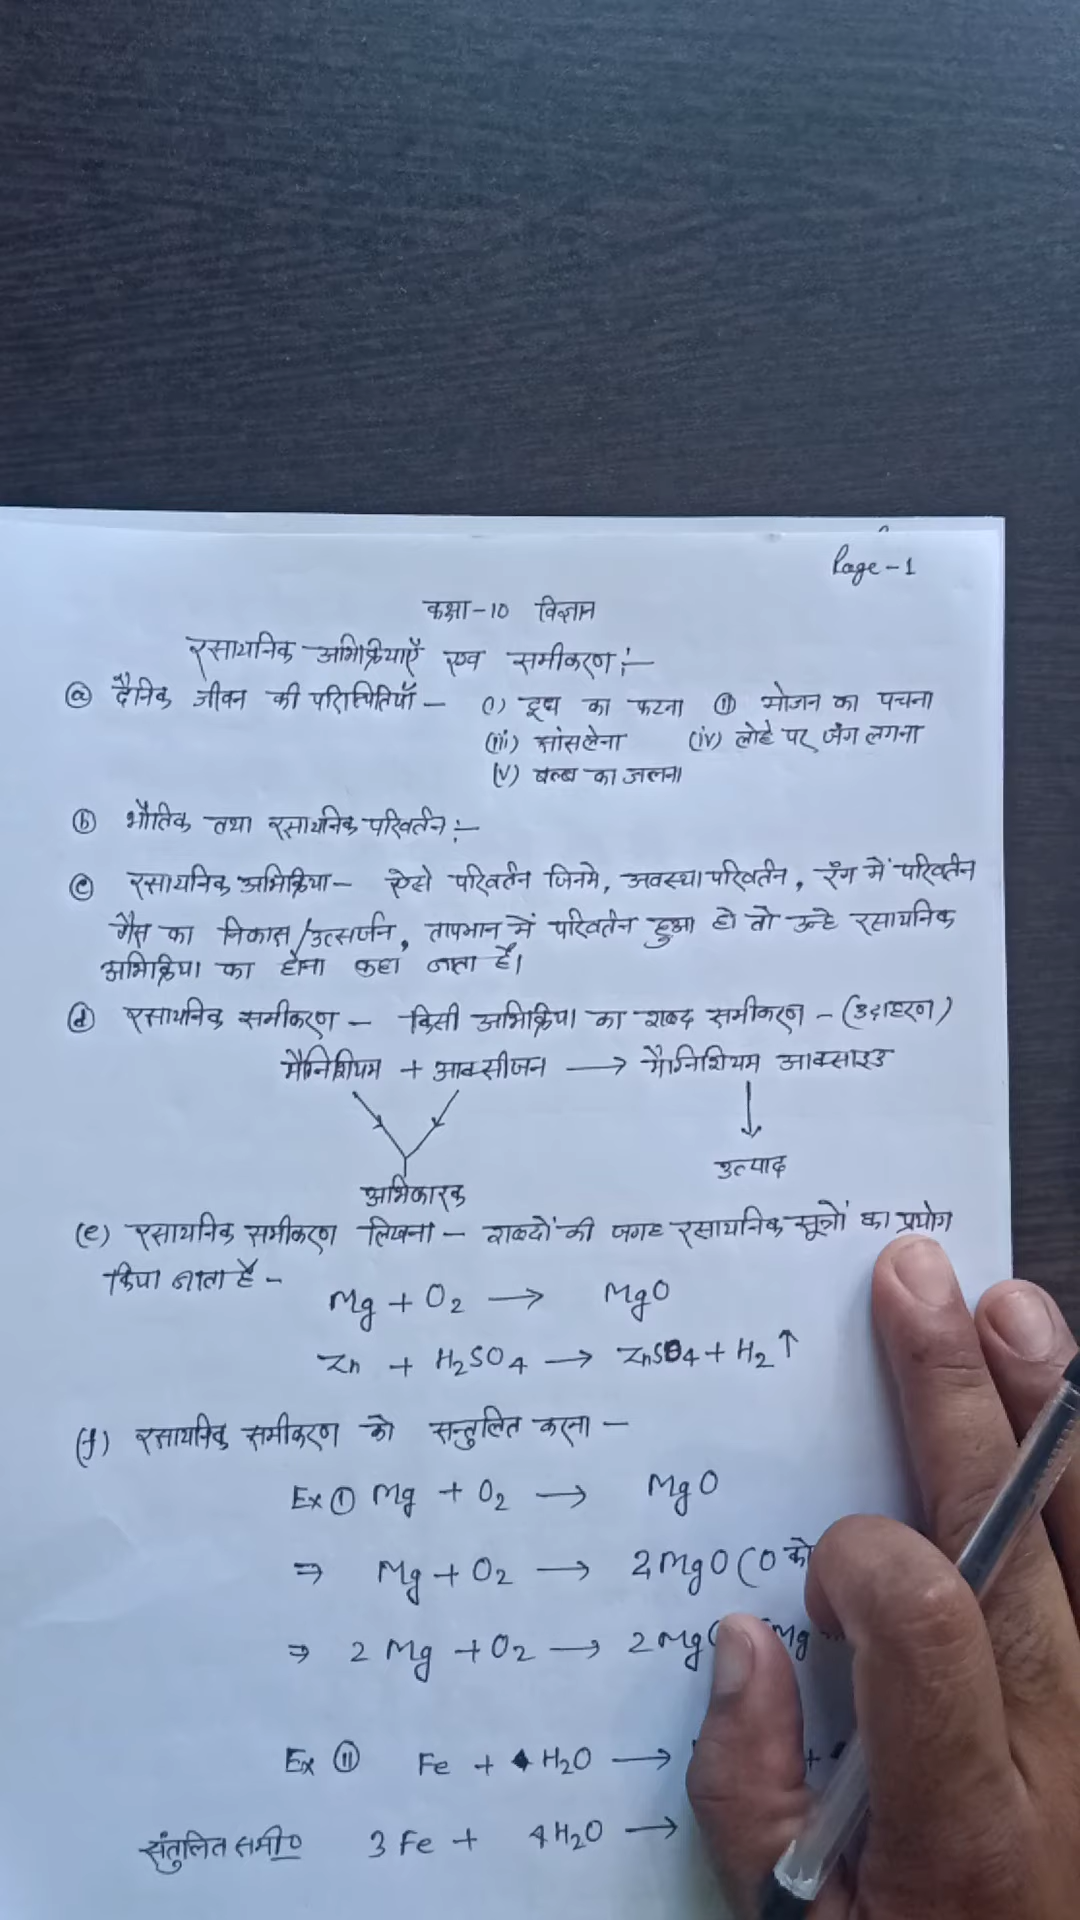 Page-1
कक्षा-10 विज्ञान
रसायनिक अभिक्रियाएँ एव समीकरण:-
ⓐ दैनिक जीवन की परिस्थितियाँ - (i) दूध का फटना ⓘⓘ भोजन का पचना
(iii) सांसलेना (iv) लोहे पर जंग लगना
(v) बल्ब का जलना
ⓑ भौतिक तथा रसायनिक परिवर्तन:-
ⓒ रसायनिक अभिक्रिया- ऐसे परिवर्तन जिनमे, अवस्था परिवर्तन, रंग में परिवर्तन
गैस का निकास/उत्सर्जन, तापमान में परिवर्तन हुआ हो तो उन्हे रसायनिक
अभिक्रिया का होना कहा जाता है।
ⓓ रसायनिक समीकरण - किसी अभिक्रिया का शब्द समीकरण - (उदाहरण)
मैग्निशियम + आक्सीजन → मैग्निशियम आक्साइड
उत्पाद
अभिकारक
(e) रसायनिक समीकरण लिखना - शब्दों की जगह रसायनिक सूत्रों का प्रयोग
किया जाता है -
Mg + O₂ → MgO
Zn + H₂SO₄ → ZnSO₄ + H₂↑
(f) रसायनिक समीकरण को सन्तुलित करना -
Ex ① Mg + O₂ → MgO
⇒ Mg + O₂ → 2MgO (O को
⇒ 2Mg + O₂ → 2Mg Mg
Ex ⓘⓘ Fe + 4H₂O → +
संतुलित समी० 3Fe + 4H₂O →